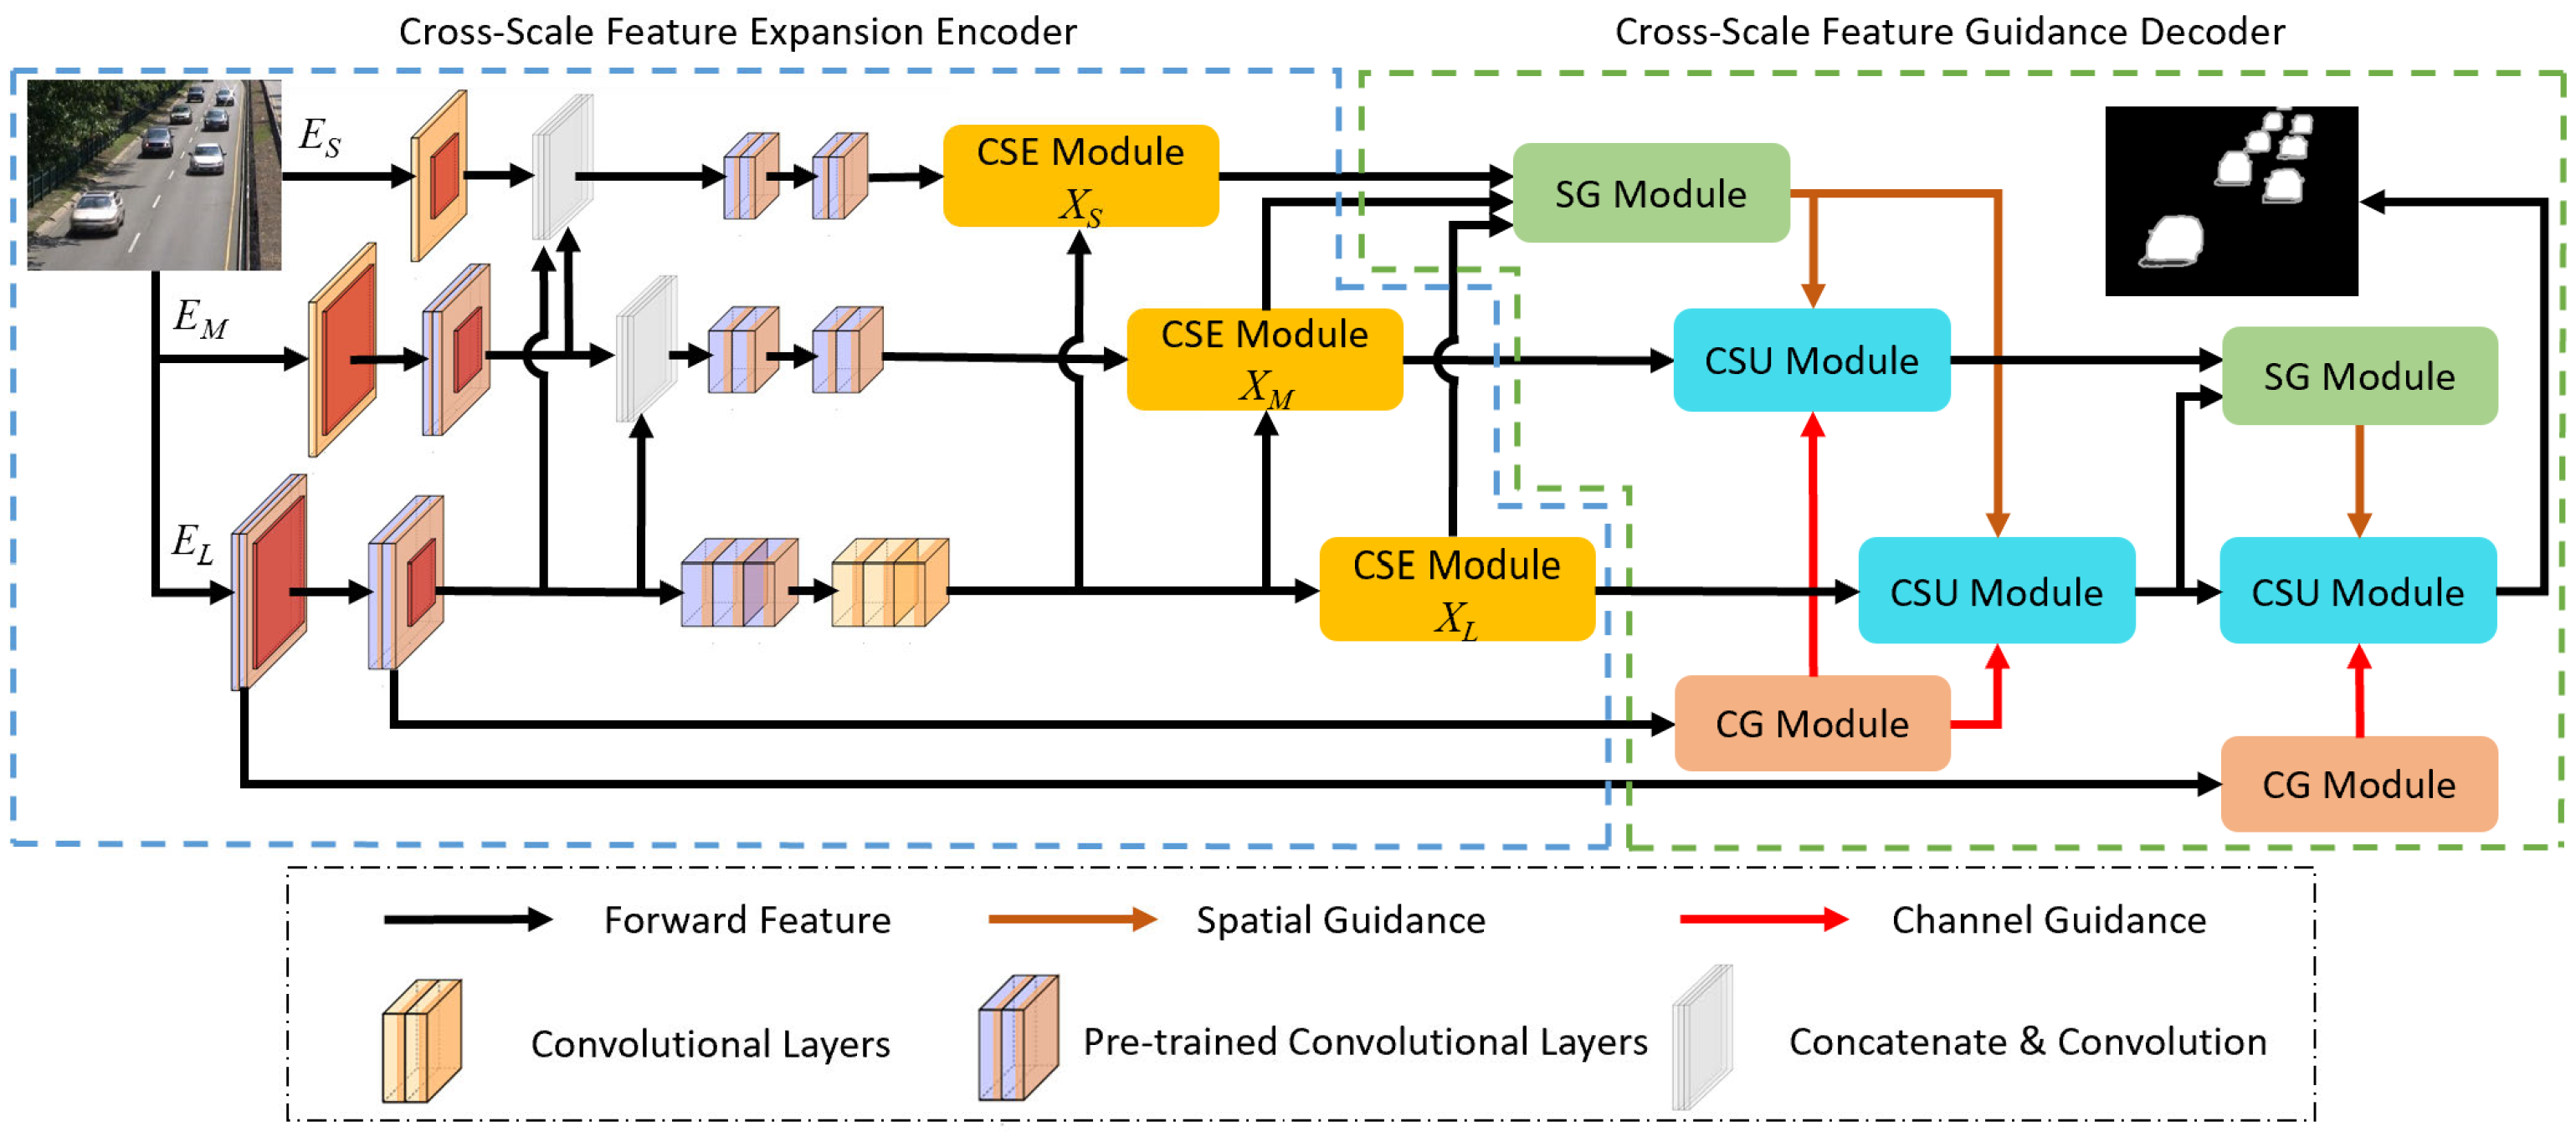 Cross-Scale Feature Expansion Encoder
Cross-Scale Feature Guidance Decoder
E_S
CSE Module
X_S
SG Module
E_M
CSE Module
X_M
CSU Module
SG Module
E_L
CSE Module
X_L
CSU Module
CSU Module
CG Module
CG Module
Forward Feature
Spatial Guidance
Channel Guidance
Convolutional Layers
Pre-trained Convolutional Layers
Concatenate & Convolution